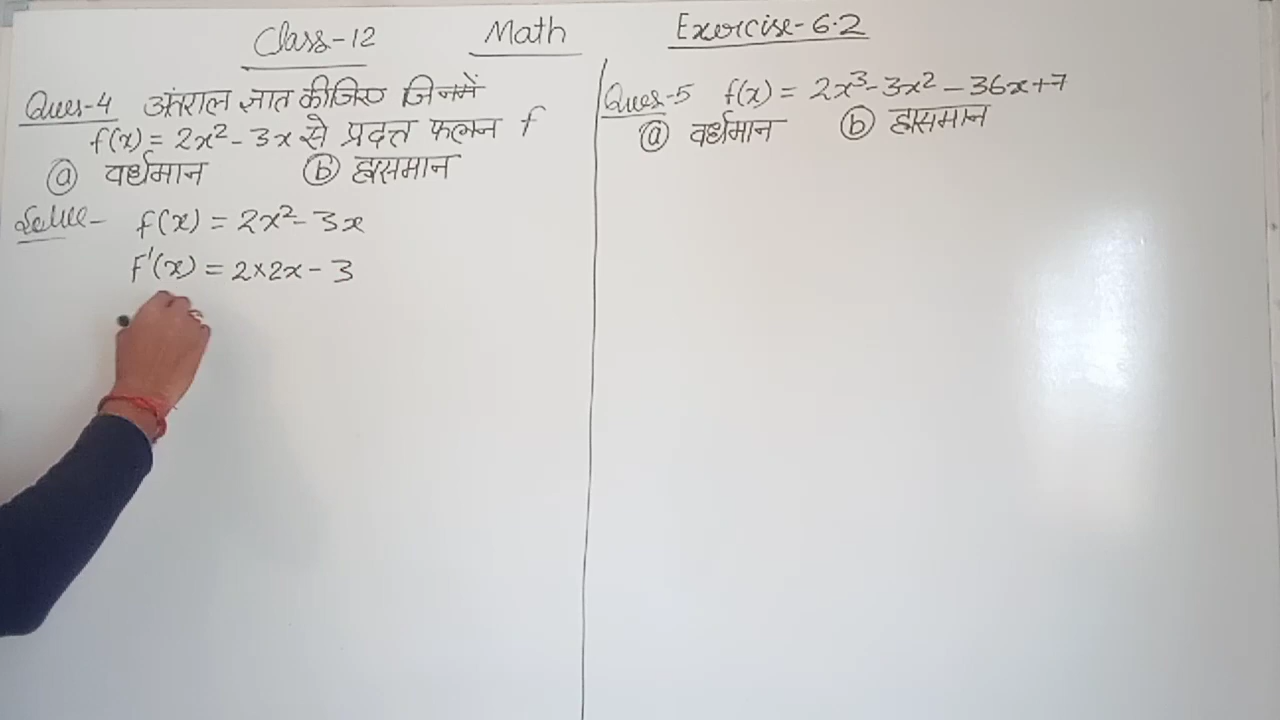 Class-12 Math Exercise-6.2
Ques-4 अंतराल ज्ञात कीजिए जिनमें
f(x) = 2x² - 3x से प्रदत्त फलन f
ⓐ वर्धमान ⓑ ह्रासमान
f(x) = 2x² - 3x
F'(x) = 2×2x - 3
Ques-5 f(x) = 2x³ - 3x² - 36x + 7
ⓐ वर्धमान ⓑ ह्रासमान